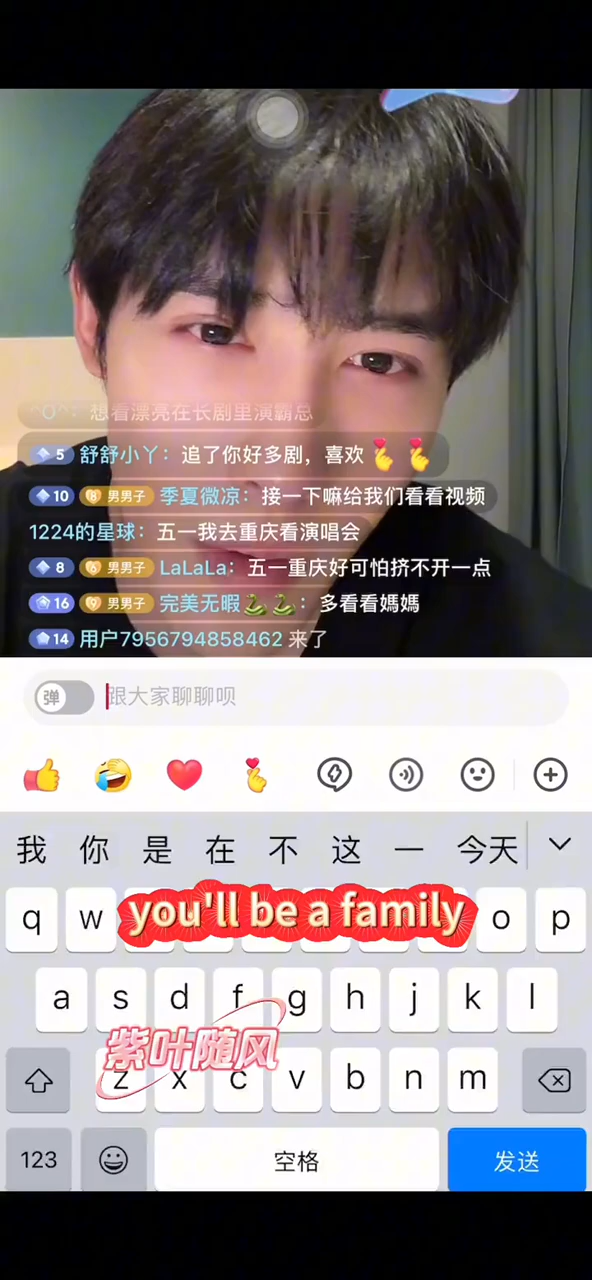 ^O^：想看漂亮在长剧里演霸总
5 舒舒小丫：追了你好多剧，喜欢
10 8 男男子 季夏微凉：接一下嘛给我们看看视频
1224的星球：五一我去重庆看演唱会
8 6 男男子 LaLaLa：五一重庆好可怕挤不开一点
16 9 男男子 完美无暇🐍🐍：多看看媽媽
14 用户7956794858462 来了
弹 跟大家聊聊呗
我 你 是 在 不 这 一 今天
q w o p
you'll be a family
a s d f g h j k l
紫叶随风
z x c v b n m
123 空格 发送